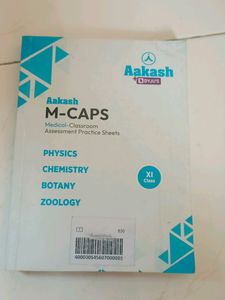 Aakash
BYJU'S
Aakash
M-CAPS
Medical-Classroom
Assessment Practice Sheets
PHYSICS
CHEMISTRY
BOTANY
ZOOLOGY
XI
Class